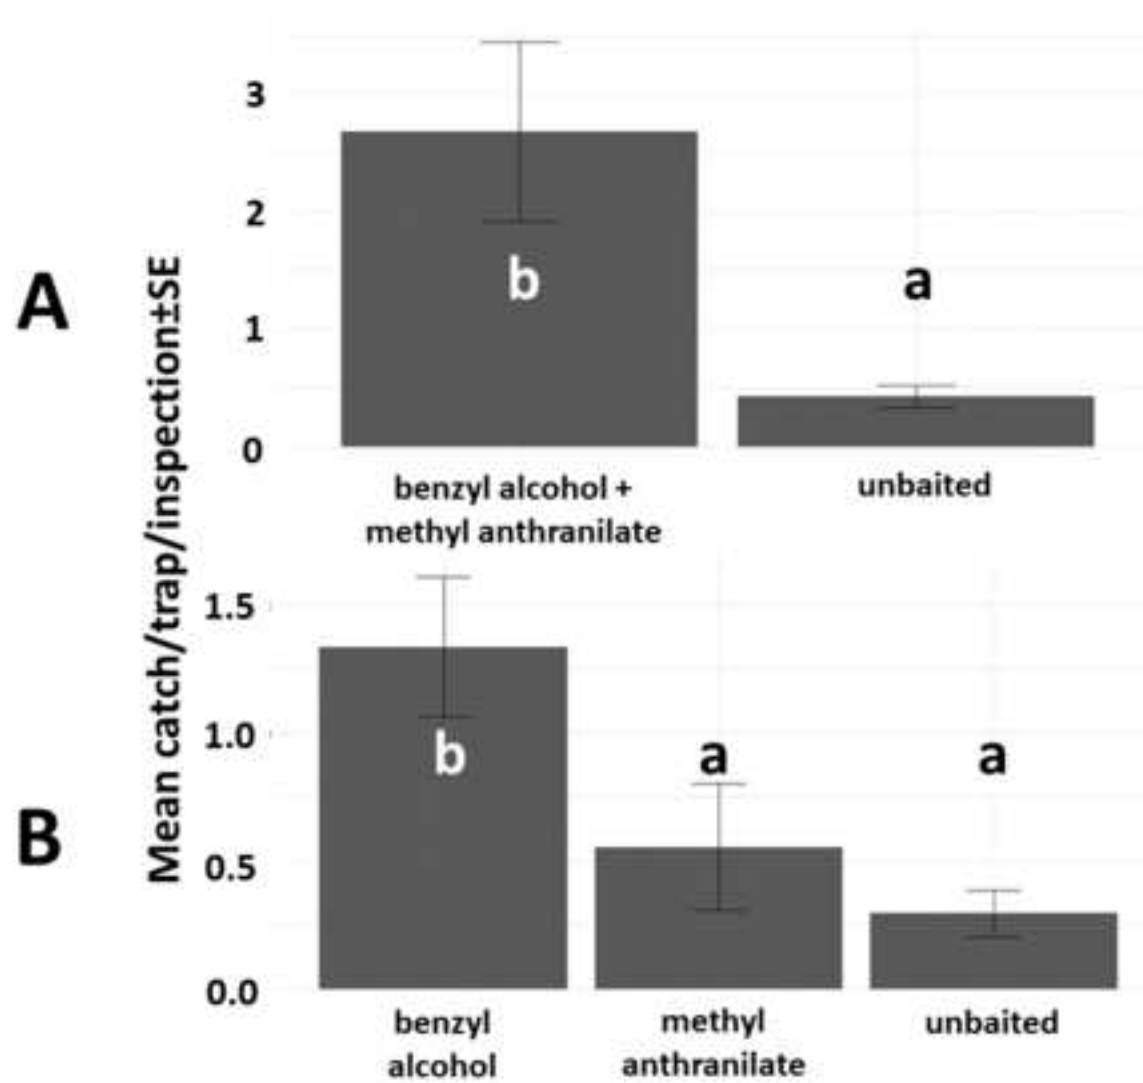 A
Mean catch/trap/inspection±SE
3
2
1
0
b
a
benzyl alcohol +
methyl anthranilate
unbaited
B
1.5
1.0
0.5
0.0
b
a
a
benzyl
alcohol
methyl
anthranilate
unbaited